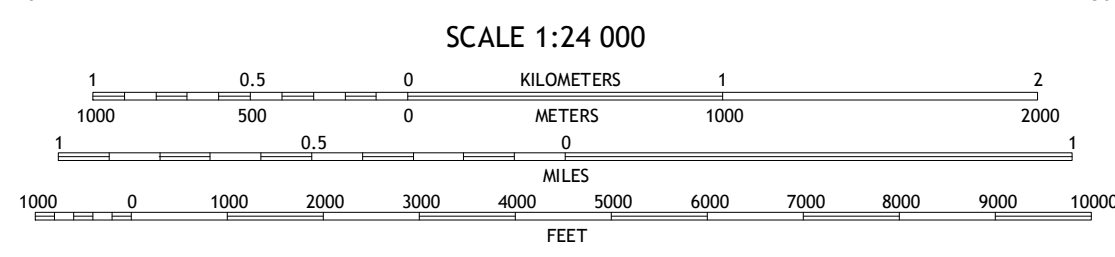 SCALE 1:24 000
1 0.5 0 KILOMETERS 1 2
1000 500 0 METERS 1000 2000
1 0.5 0 1
MILES
1000 0 1000 2000 3000 4000 5000 6000 7000 8000 9000 10000
FEET